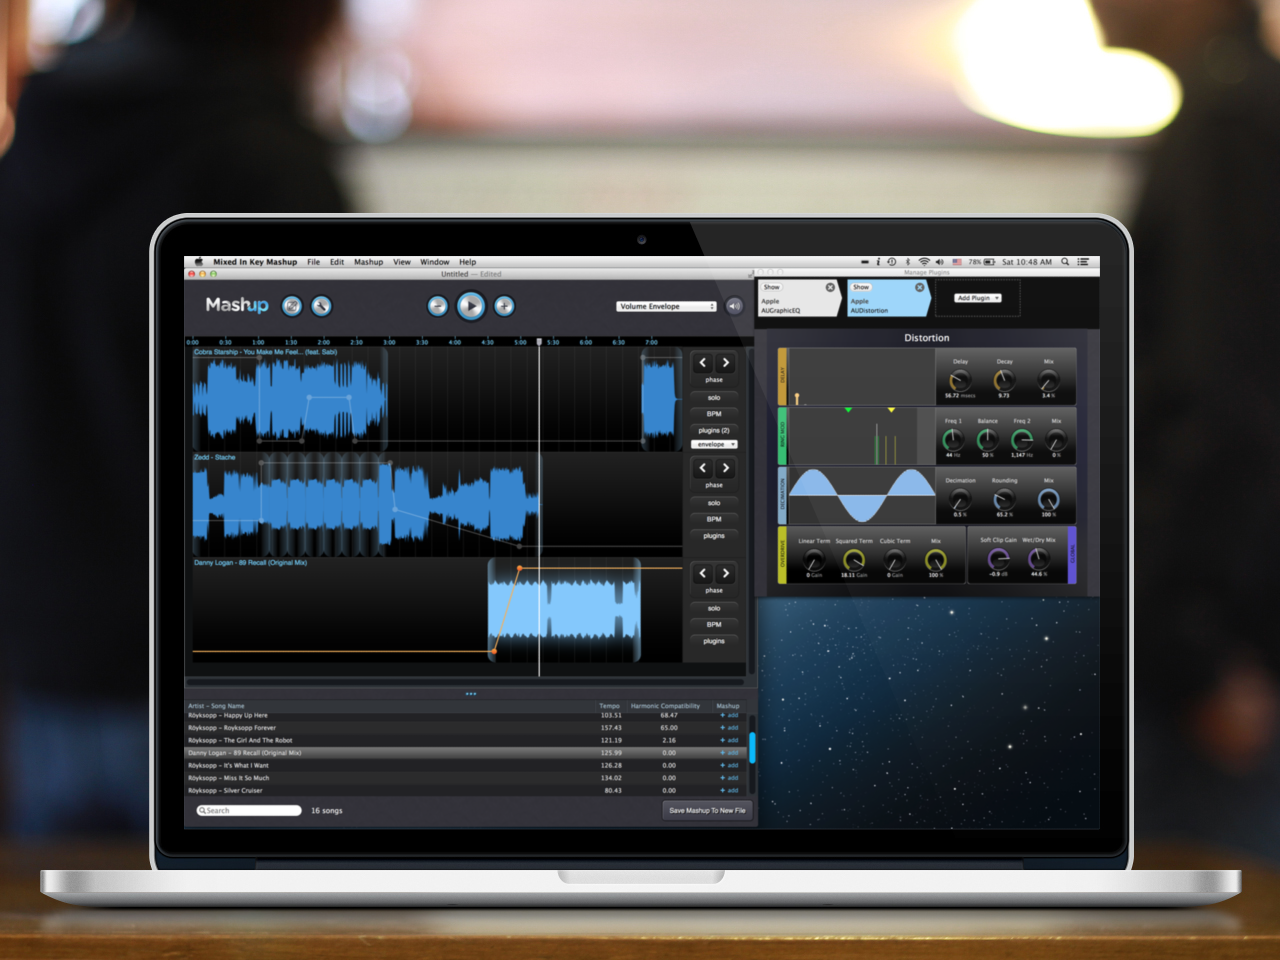 Mixed In Key Mashup File Edit Mashup View Window Help
78% Sat 10:48 AM
Untitled — Edited
Manage Plugins
Mashup
Volume Envelope
Show
Apple
AUGraphicEQ
Show
Apple
AUDistortion
Add Plugin
0:00 0:30 1:00 1:30 2:00 2:30 3:00 3:30 4:00 4:30 5:00 5:30 6:00 6:30 7:00
Cobra Starship - You Make Me Feel... (feat. Sabi)
phase
solo
BPM
plugins (2)
envelope
Zedd - Stache
phase
solo
BPM
plugins
Danny Logan - 89 Recall (Original Mix)
phase
solo
BPM
plugins
Distortion
DELAY
Delay Decay Mix
56.72 msecs 9.73 3.4 %
RING MOD
Freq 1 Balance Freq 2 Mix
44 Hz 50 % 1,147 Hz 0 %
DECIMATION
Decimation Rounding Mix
0.5 % 65.2 % 100 %
OVERDRIVE
Linear Term Squared Term Cubic Term Mix
0 Gain 18.11 Gain 0 Gain 100 %
Soft Clip Gain Wet/Dry Mix
-0.9 dB 44.6 %
GLOBAL
Artist – Song Name Tempo Harmonic Compatibility Mashup
Röyksopp – Happy Up Here 103.51 68.47 + add
Röyksopp – Royksopp Forever 157.43 65.00 + add
Röyksopp – The Girl And The Robot 121.19 2.16 + add
Danny Logan – 89 Recall (Original Mix) 125.99 0.00 + add
Röyksopp – It's What I Want 126.28 0.00 + add
Röyksopp – Miss It So Much 134.02 0.00 + add
Röyksopp – Silver Cruiser 80.43 0.00 + add
Search
16 songs
Save Mashup To New File